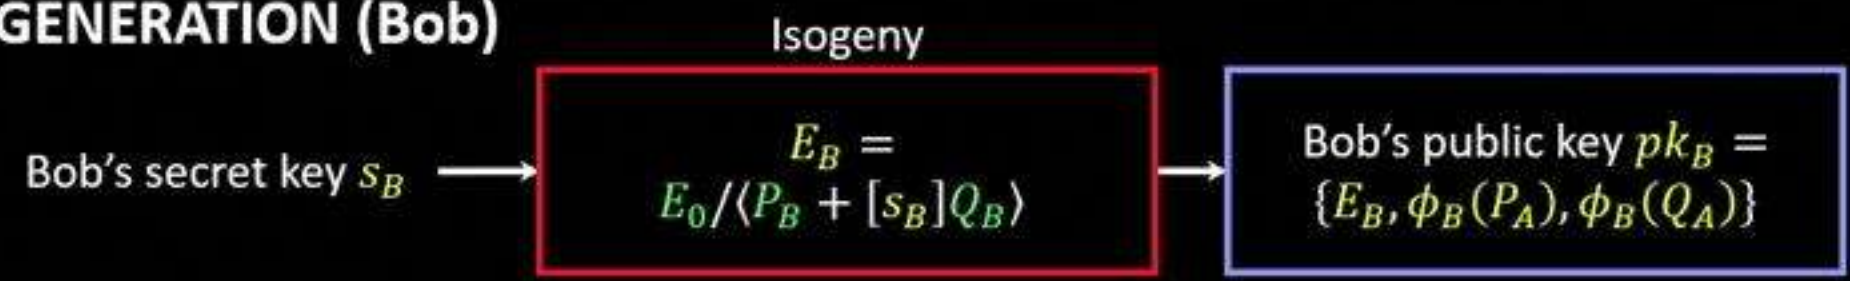 GENERATION (Bob)
Isogeny
Bob's secret key s_B
E_B =
E_0/⟨P_B + [s_B]Q_B⟩
Bob's public key pk_B =
{E_B, ϕ_B(P_A), ϕ_B(Q_A)}